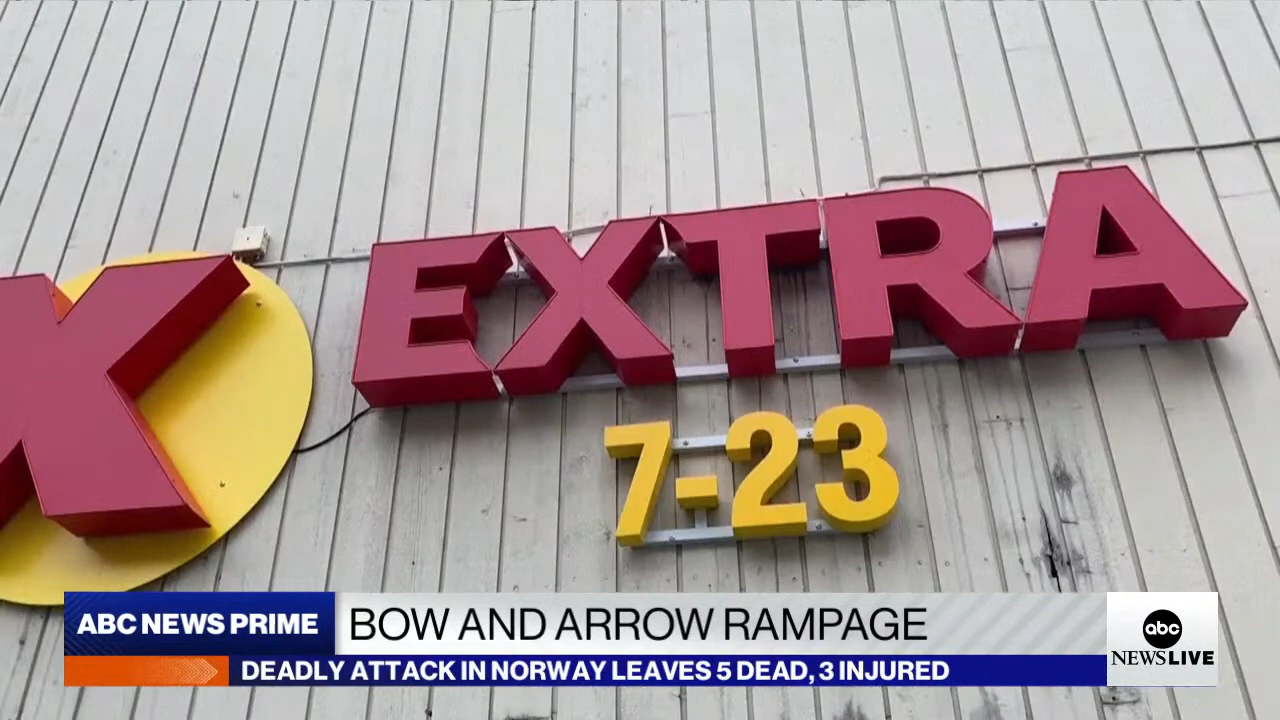 X EXTRA
7-23
ABC NEWS PRIME
BOW AND ARROW RAMPAGE
DEADLY ATTACK IN NORWAY LEAVES 5 DEAD, 3 INJURED
abc
NEWS LIVE